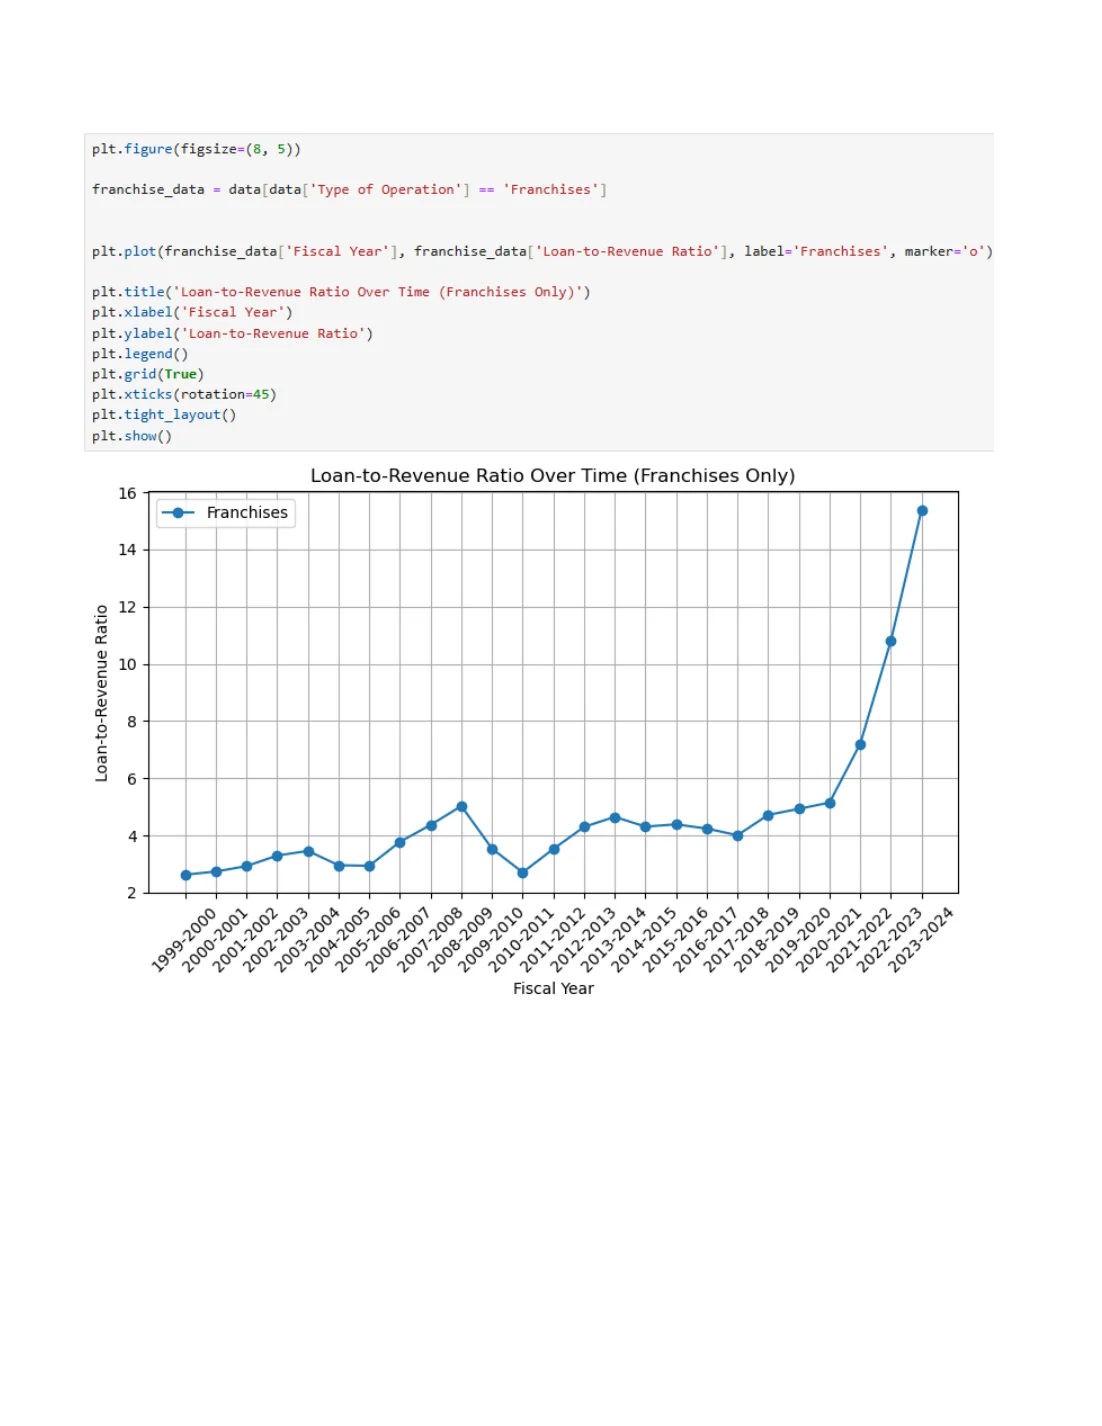 plt.figure(figsize=(8, 5))
franchise_data = data[data['Type of Operation'] == 'Franchises']
plt.plot(franchise_data['Fiscal Year'], franchise_data['Loan-to-Revenue Ratio'], label='Franchises', marker='o')
plt.title('Loan-to-Revenue Ratio Over Time (Franchises Only)')
plt.xlabel('Fiscal Year')
plt.ylabel('Loan-to-Revenue Ratio')
plt.legend()
plt.grid(True)
plt.xticks(rotation=45)
plt.tight_layout()
plt.show()
Loan-to-Revenue Ratio Over Time (Franchises Only)
Franchises
16
14
12
10
8
6
4
2
Loan-to-Revenue Ratio
1999-2000
2000-2001
2001-2002
2002-2003
2003-2004
2004-2005
2005-2006
2006-2007
2007-2008
2008-2009
2009-2010
2010-2011
2011-2012
2012-2013
2013-2014
2014-2015
2015-2016
2016-2017
2017-2018
2018-2019
2019-2020
2020-2021
2021-2022
2022-2023
2023-2024
Fiscal Year